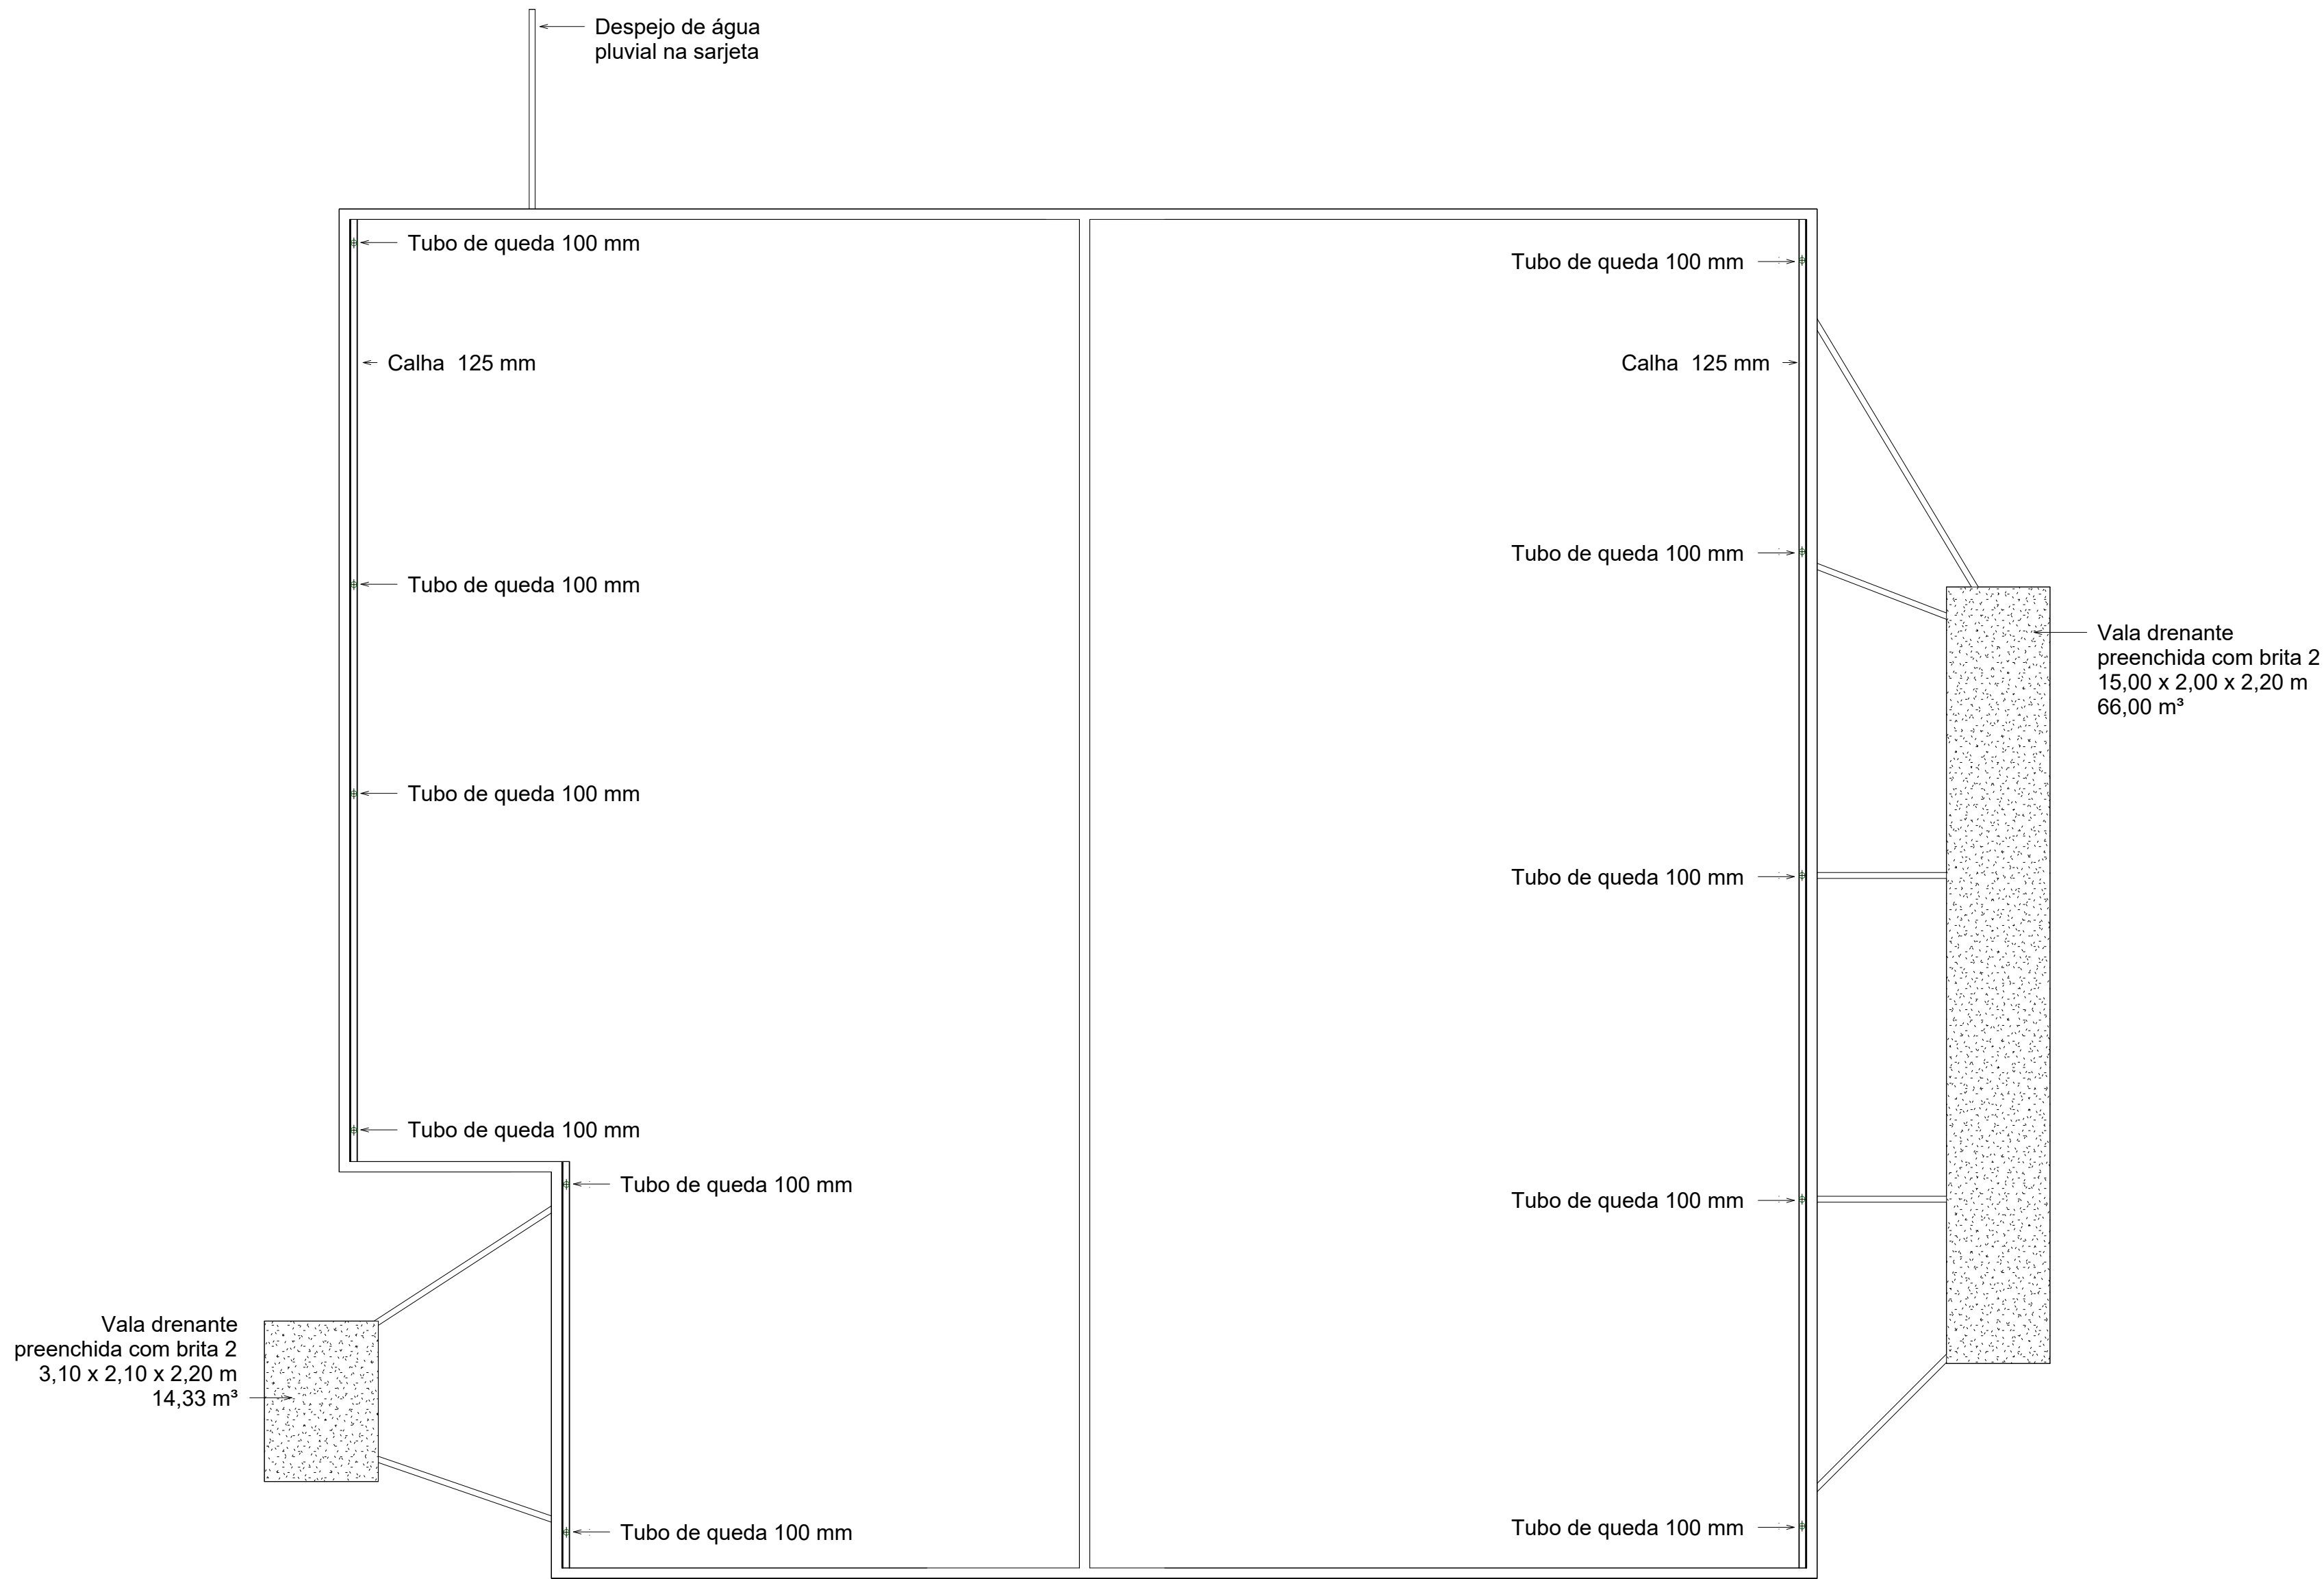 Despejo de água
pluvial na sarjeta
Tubo de queda 100 mm
Tubo de queda 100 mm
Calha  125 mm
Calha  125 mm
Tubo de queda 100 mm
Tubo de queda 100 mm
Vala drenante
preenchida com brita 2
15,00 x 2,00 x 2,20 m
66,00 m³
Tubo de queda 100 mm
Tubo de queda 100 mm
Tubo de queda 100 mm
Tubo de queda 100 mm
Tubo de queda 100 mm
Vala drenante
preenchida com brita 2
3,10 x 2,10 x 2,20 m
14,33 m³
Tubo de queda 100 mm
Tubo de queda 100 mm